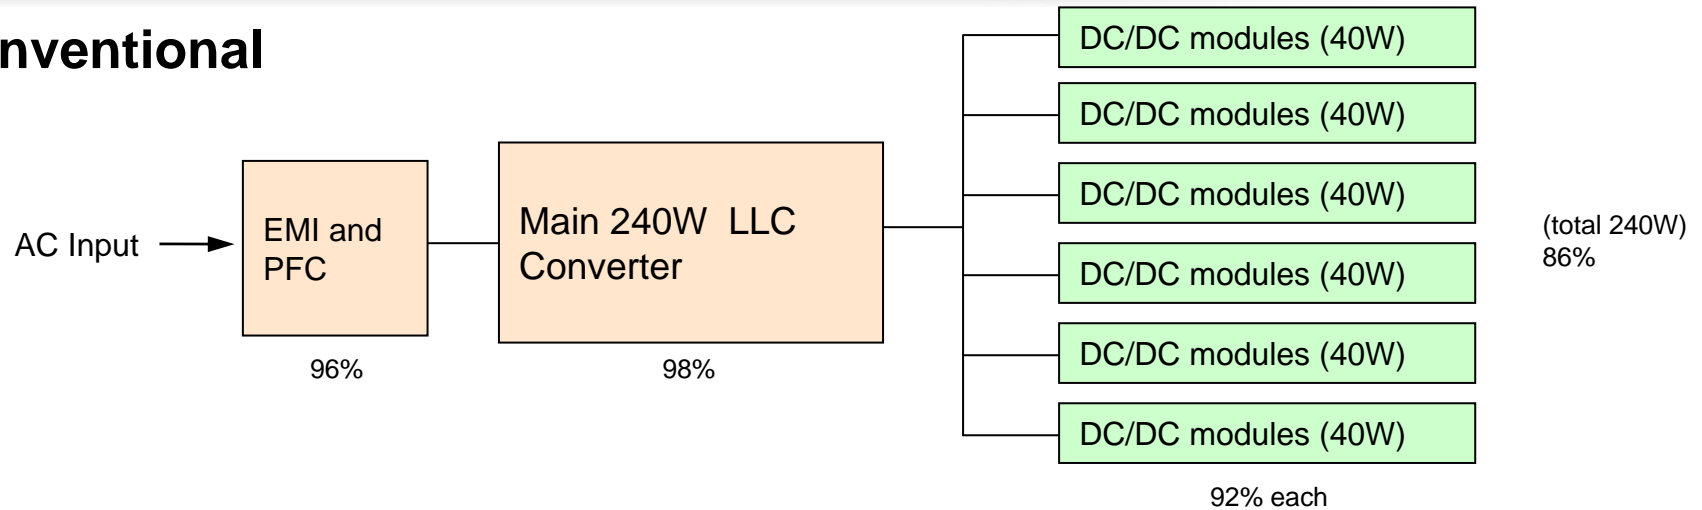 nventional
AC Input
EMI and
PFC
96%
Main 240W LLC
Converter
98%
DC/DC modules (40W)
DC/DC modules (40W)
DC/DC modules (40W)
DC/DC modules (40W)
DC/DC modules (40W)
DC/DC modules (40W)
92% each
(total 240W)
86%